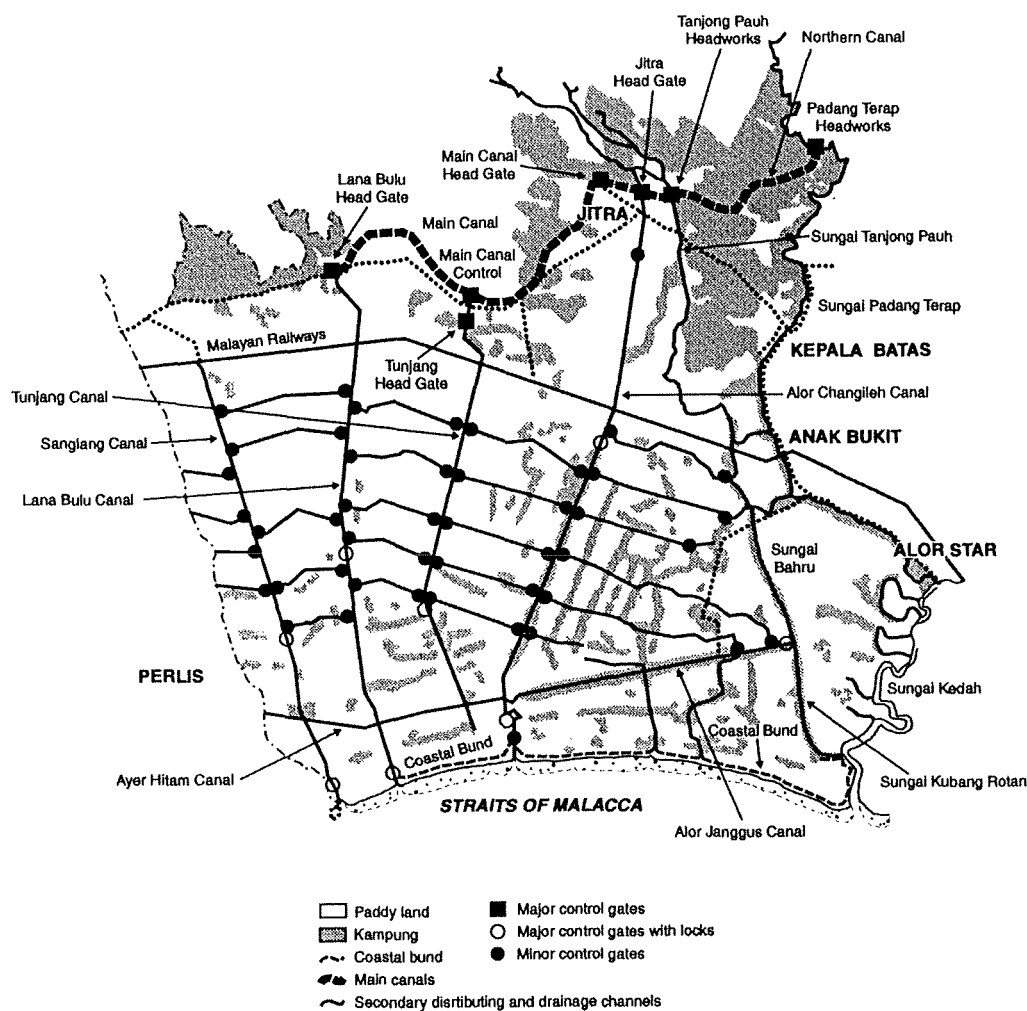 Tanjong Pauh
Headworks
Northern Canal
Jitra
Head Gate
Padang Terap
Headworks
Main Canal
Head Gate
Lana Bulu
Head Gate
JITRA
Main Canal
Main Canal
Control
Sungai Tanjong Pauh
Sungai Padang Terap
Malayan Railways
KEPALA BATAS
Tunjang
Head Gate
Tunjang Canal
Alor Changileh Canal
Sanglang Canal
ANAK BUKIT
Lana Bulu Canal
Sungai
Bahru
ALOR STAR
PERLIS
Sungai Kedah
Coastal Bund
Coastal Bund
Ayer Hitam Canal
Sungai Kubang Rotan
STRAITS OF MALACCA
Alor Janggus Canal
Paddy land
Kampung
Coastal bund
Main canals
Secondary disrtibuting and drainage channels
Major control gates
Major control gates with locks
Minor control gates